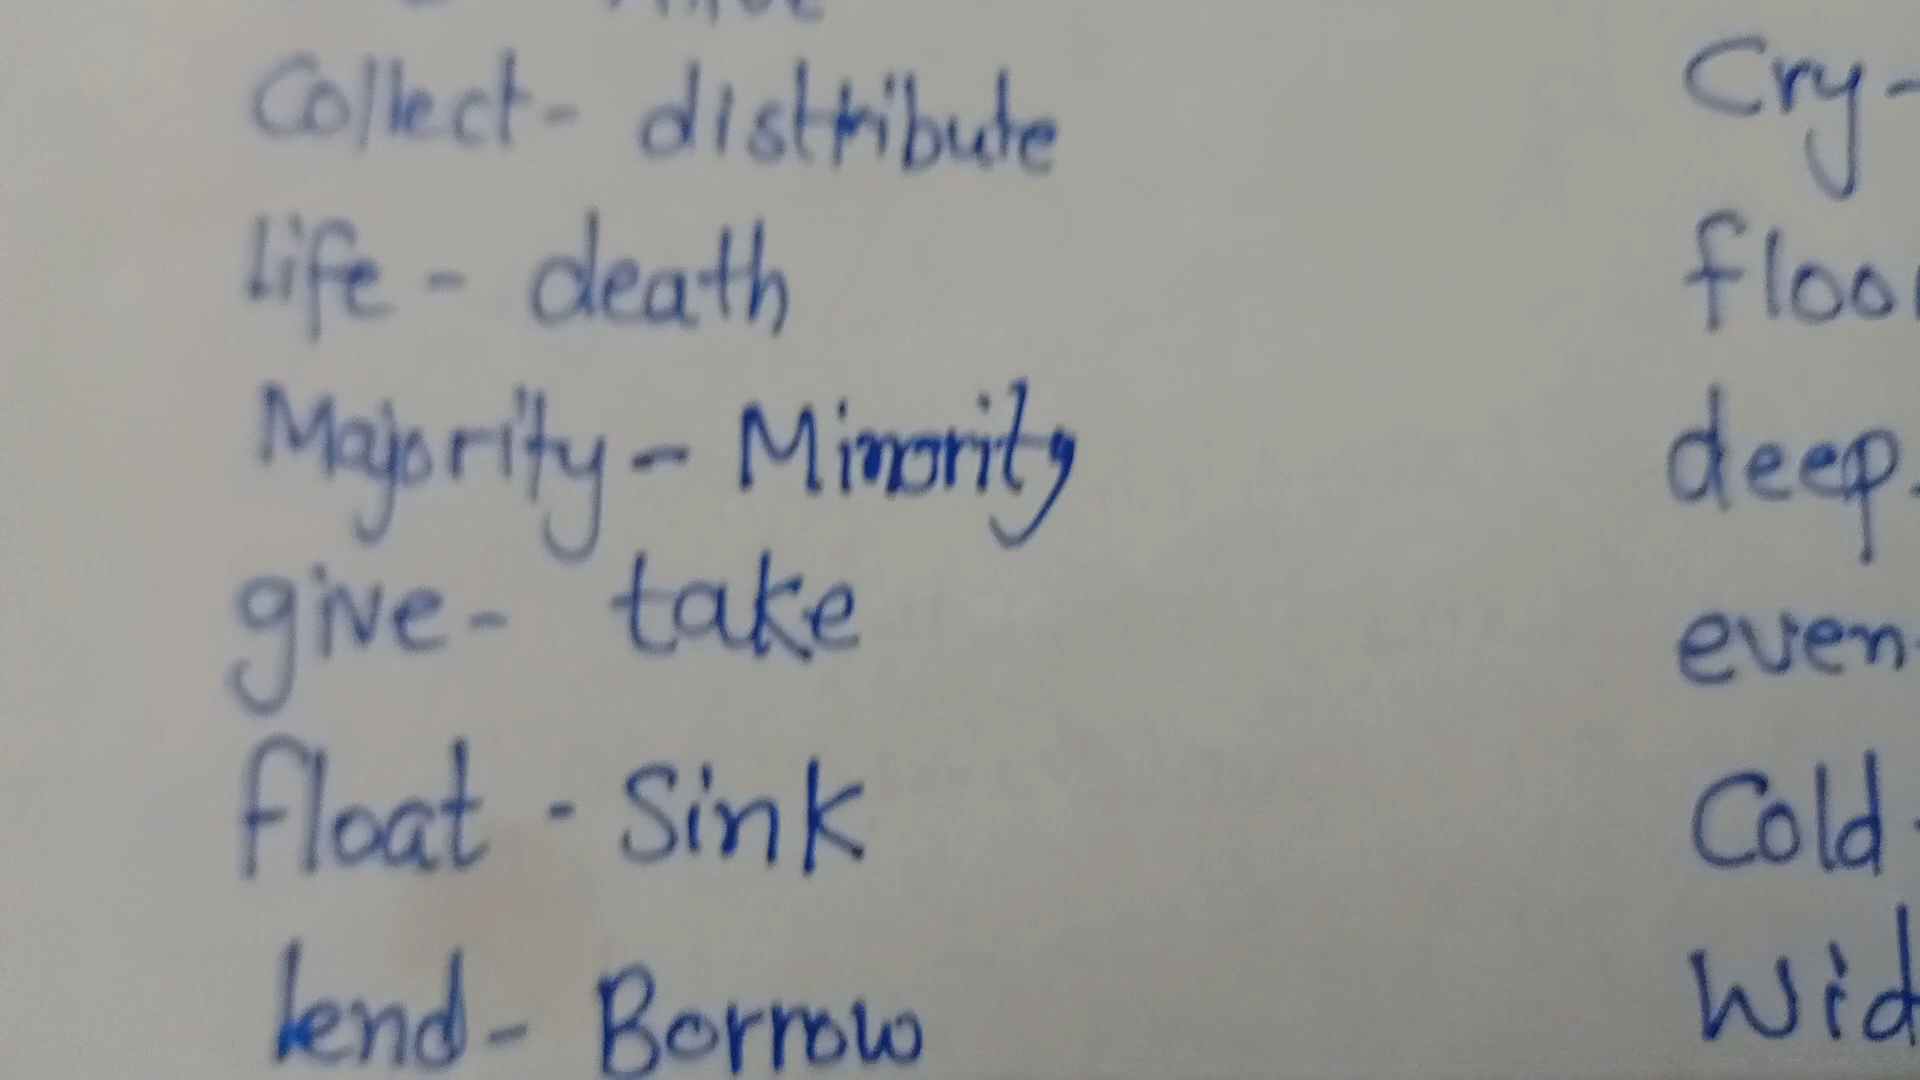 Collect- distribute
life - death
Majority - Minority
give- take
float - Sink
lend - Borrow
Cry-
deep-
even-
Cold -